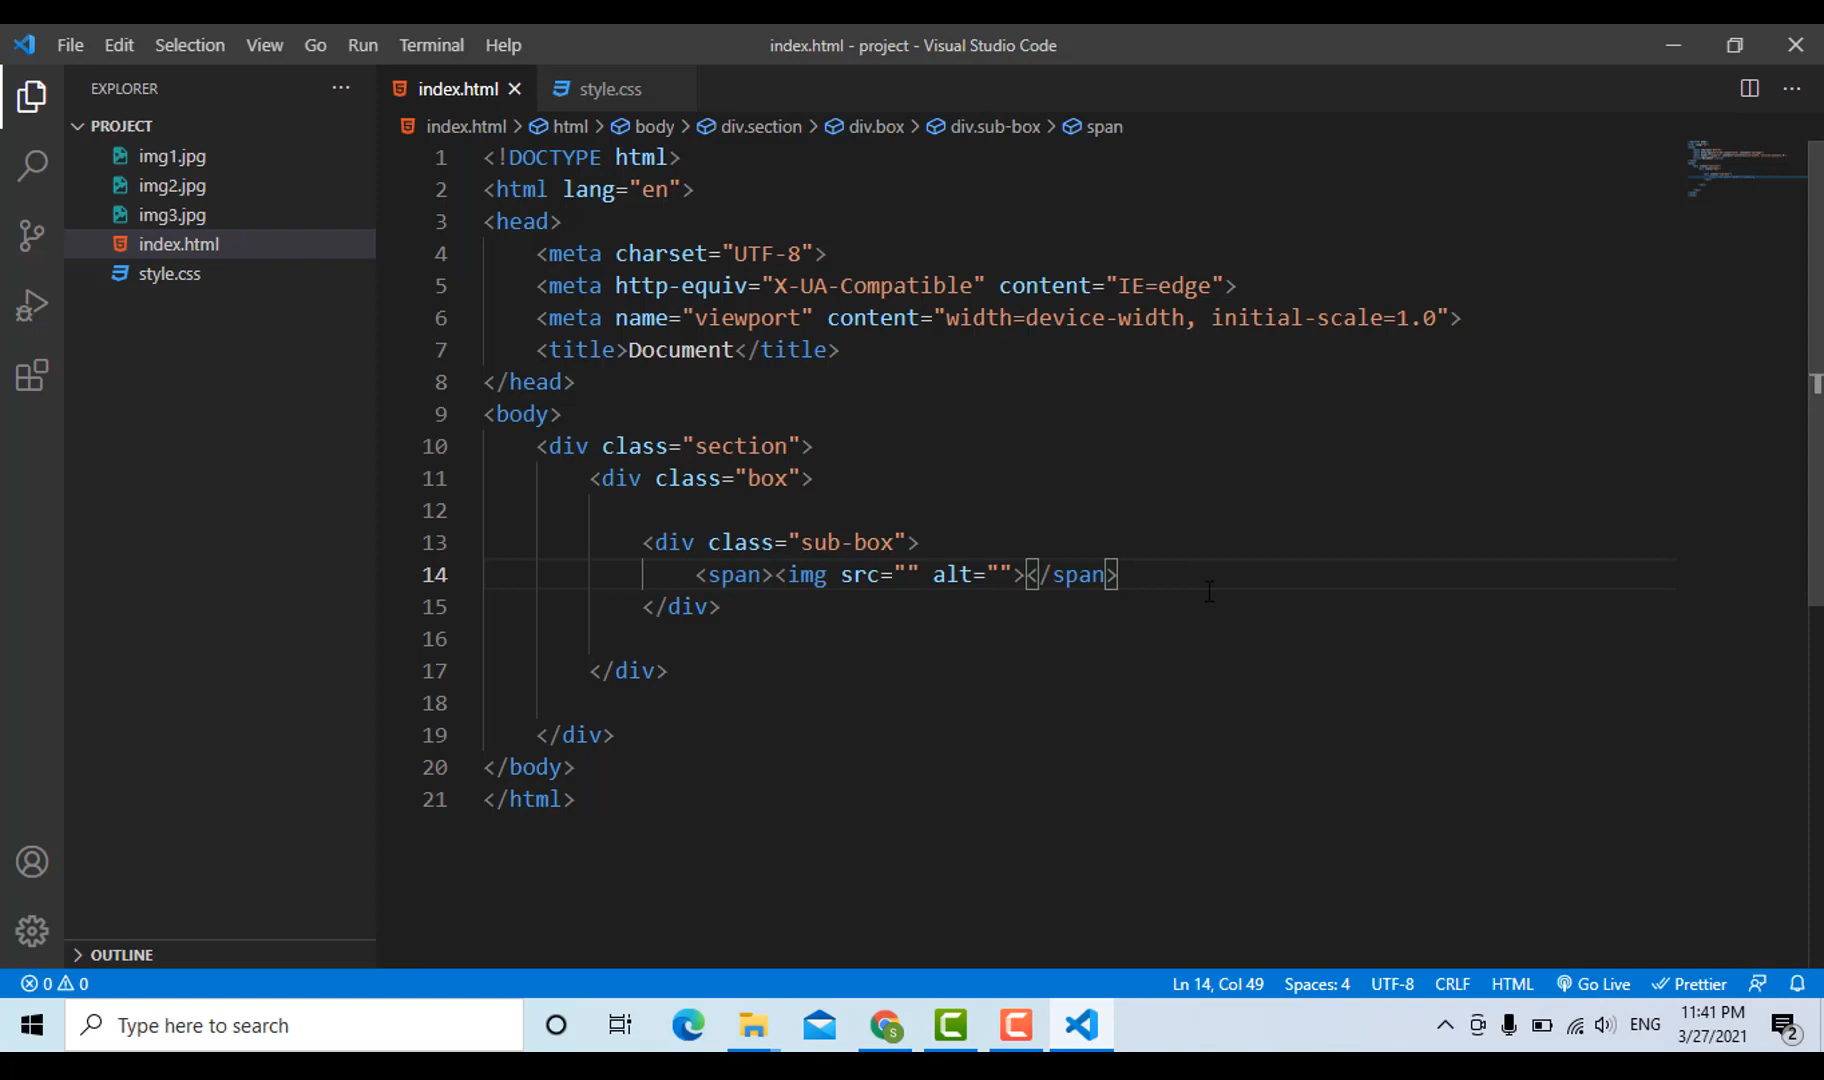 File Edit Selection View Go Run Terminal Help
index.html - project - Visual Studio Code
EXPLORER
PROJECT
img1.jpg
img2.jpg
img3.jpg
index.html
style.css
OUTLINE
index.html
style.css
index.html > html > body > div.section > div.box > div.sub-box > span
1 <!DOCTYPE html>
2 <html lang="en">
3 <head>
4 <meta charset="UTF-8">
5 <meta http-equiv="X-UA-Compatible" content="IE=edge">
6 <meta name="viewport" content="width=device-width, initial-scale=1.0">
7 <title>Document</title>
8 </head>
9 <body>
10 <div class="section">
11 <div class="box">
12
13 <div class="sub-box">
14 <span><img src="" alt=""></span>
15 </div>
16
17 </div>
18
19 </div>
20 </body>
21 </html>
0 0
Ln 14, Col 49 Spaces: 4 UTF-8 CRLF HTML Go Live Prettier
Type here to search
S
ENG
11:41 PM
3/27/2021
2